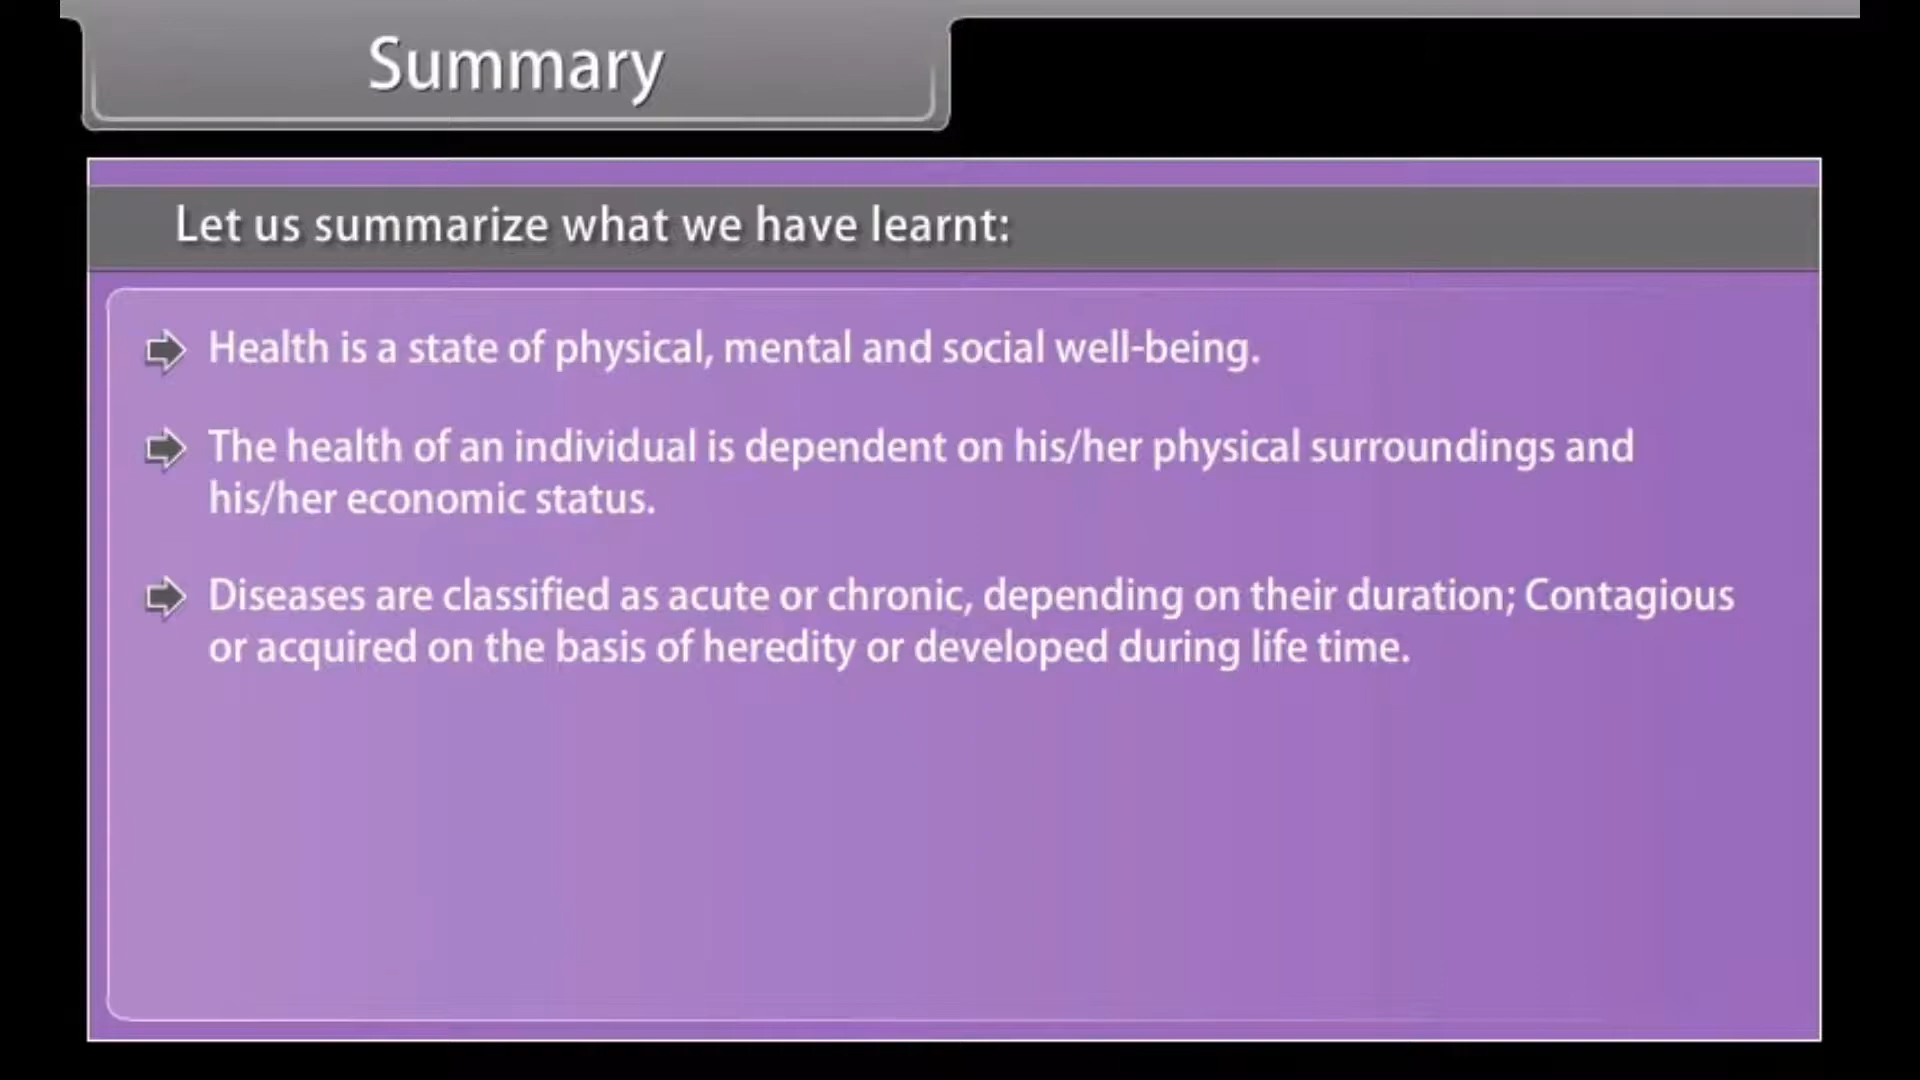 Summary
Let us summarize what we have learnt:
Health is a state of physical, mental and social well-being.
The health of an individual is dependent on his/her physical surroundings and
his/her economic status.
Diseases are classified as acute or chronic, depending on their duration; Contagious
or acquired on the basis of heredity or developed during life time.